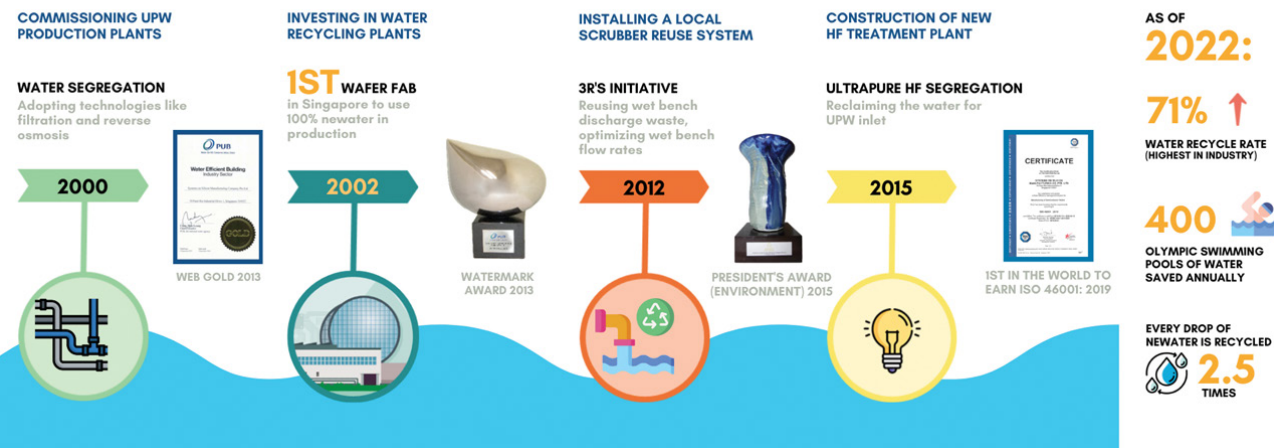 COMMISSIONING UPW
PRODUCTION PLANTS
WATER SEGREGATION
Adopting technologies like
filtration and reverse
osmosis
2000
PUB
Water Efficient Building
Industry Sector
GOLD
WEB GOLD 2013
INVESTING IN WATER
RECYCLING PLANTS
1ST WAFER FAB
in Singapore to use
100% newater in
production
2002
PUB
WATERMARK
AWARD 2013
INSTALLING A LOCAL
SCRUBBER REUSE SYSTEM
3R'S INITIATIVE
Reusing wet bench
discharge waste,
optimizing wet bench
flow rates
2012
PRESIDENT'S AWARD
(ENVIRONMENT) 2015
CONSTRUCTION OF NEW
HF TREATMENT PLANT
ULTRAPURE HF SEGREGATION
Reclaiming the water for
UPW inlet
2015
CERTIFICATE
1ST IN THE WORLD TO
EARN ISO 46001: 2019
AS OF
2022:
71%
WATER RECYCLE RATE
(HIGHEST IN INDUSTRY)
400
OLYMPIC SWIMMING
POOLS OF WATER
SAVED ANNUALLY
EVERY DROP OF
NEWATER IS RECYCLED
2.5
TIMES